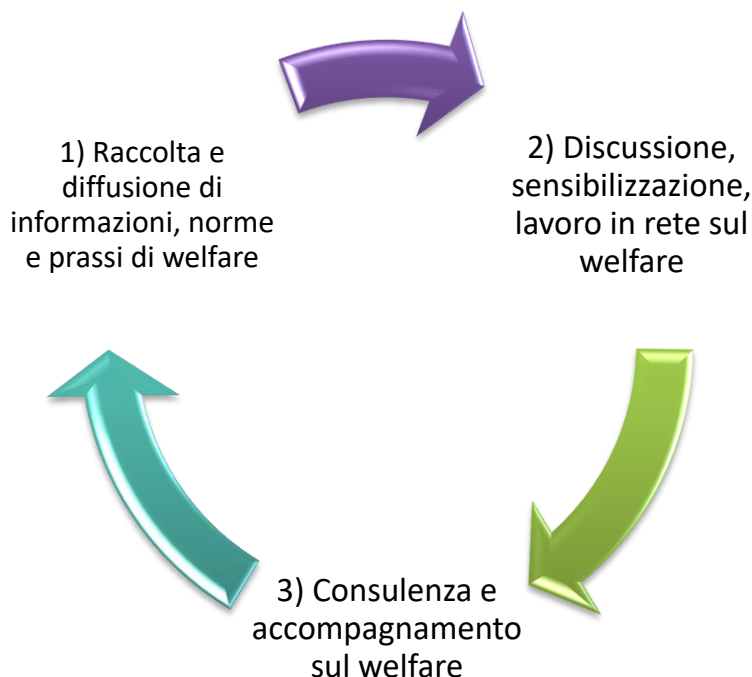 1) Raccolta e
diffusione di
informazioni, norme
e prassi di welfare
2) Discussione,
sensibilizzazione,
lavoro in rete sul
welfare
3) Consulenza e
accompagnamento
sul welfare